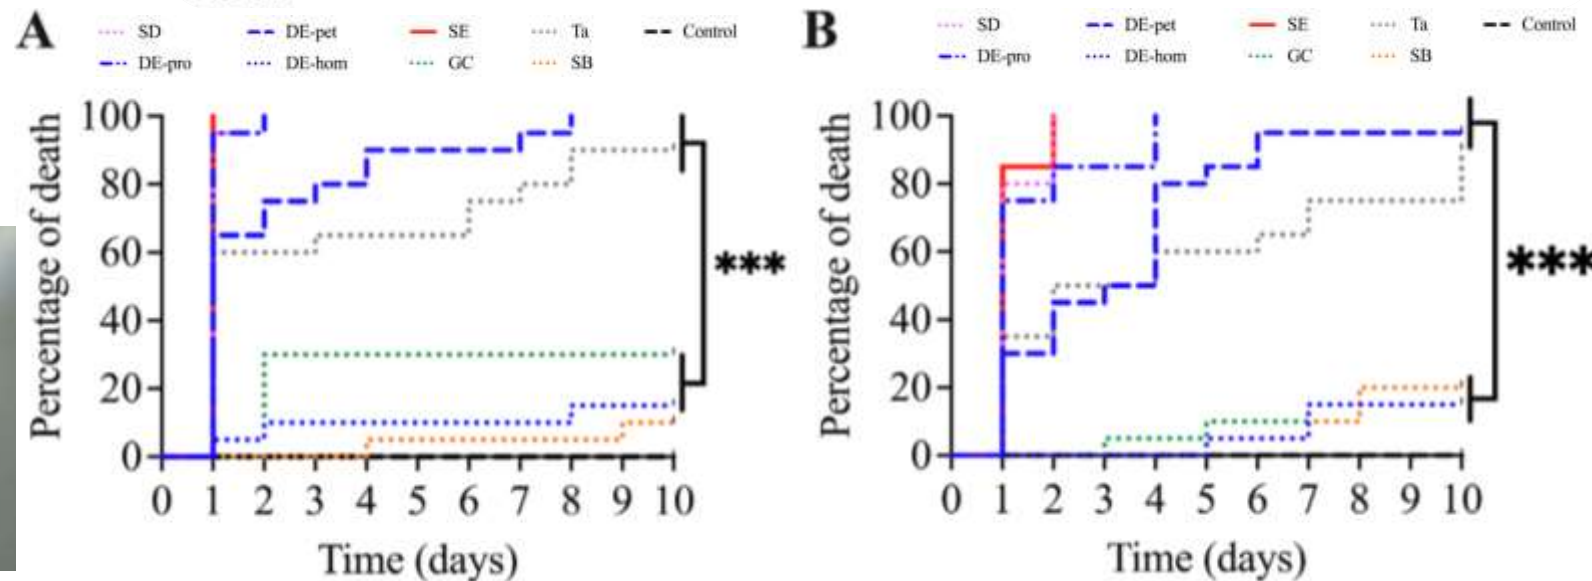 A
SD DE-pet SE Ta Control
DE-pro DE-hom GC SB
Percentage of death
100
80
60
40
20
0
0 1 2 3 4 5 6 7 8 9 10
Time (days)
***
B
SD DE-pet SE Ta Control
DE-pro DE-hom GC SB
Percentage of death
100
80
60
40
20
0
0 1 2 3 4 5 6 7 8 9 10
Time (days)
***